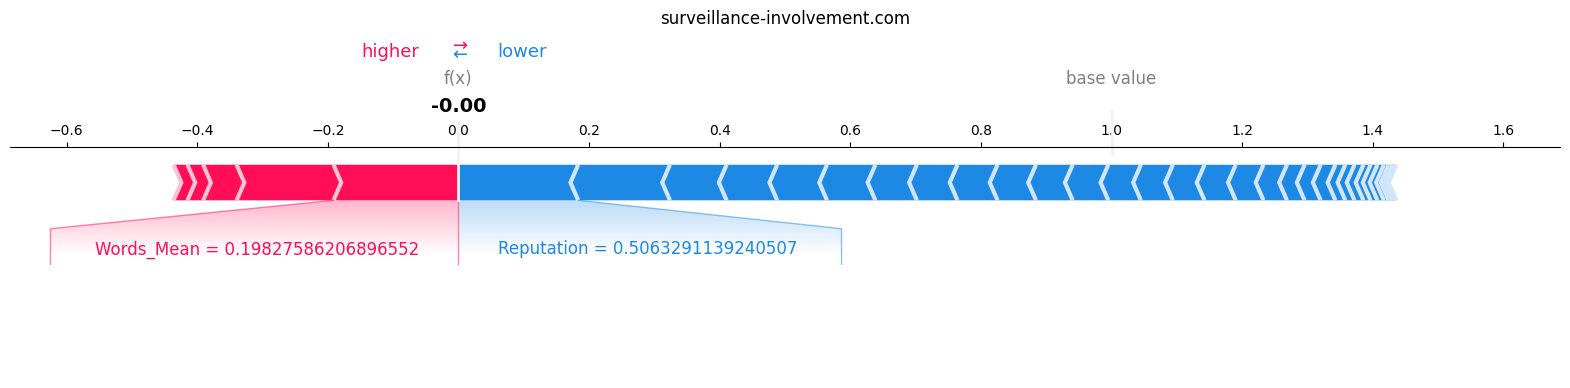 surveillance-involvement.com
higher ⇄ lower
f(x) base value
-0.00
−0.6 −0.4 −0.2 0.0 0.2 0.4 0.6 0.8 1.0 1.2 1.4 1.6
Words_Mean = 0.19827586206896552 Reputation = 0.5063291139240507